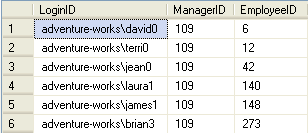 LoginID ManagerID EmployeeID
1 adventure-works\david0 109 6
2 adventure-works\terri0 109 12
3 adventure-works\jean0 109 42
4 adventure-works\laura1 109 140
5 adventure-works\james1 109 148
6 adventure-works\brian3 109 273